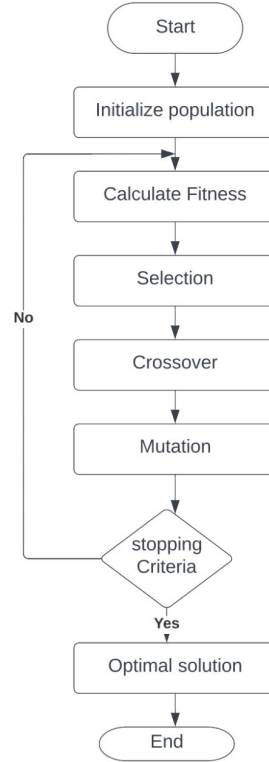 Start
Initialize population
Calculate Fitness
Selection
No
Crossover
Mutation
stopping
Criteria
Yes
Optimal solution
End